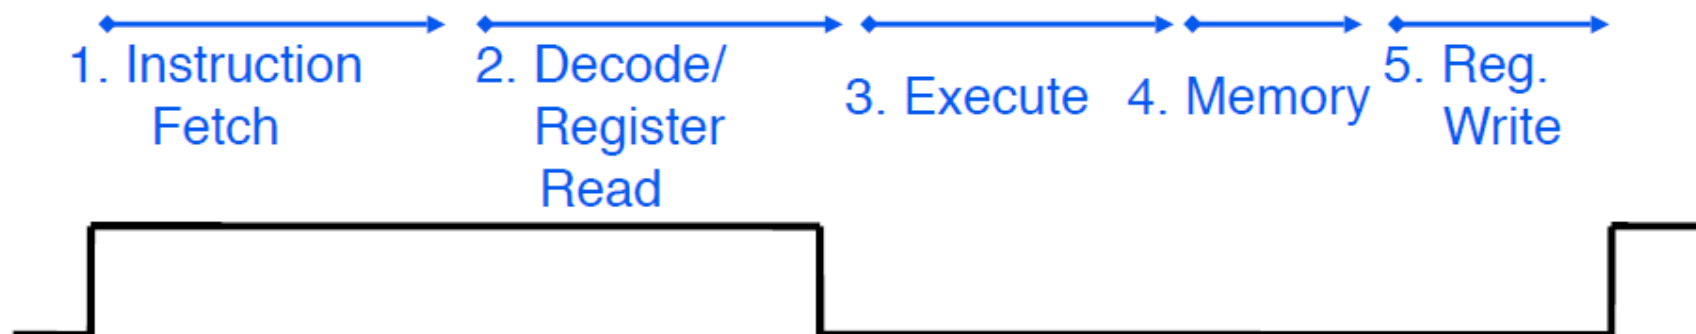 1. Instruction
Fetch
2. Decode/
Register
Read
3. Execute
4. Memory
5. Reg.
Write